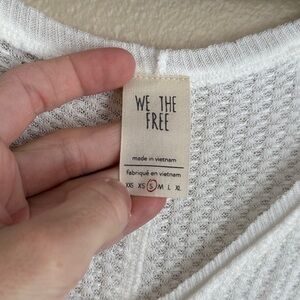 WE THE
FREE
made in vietnam
fabriqué en vietnam
XXS XS S M L XL